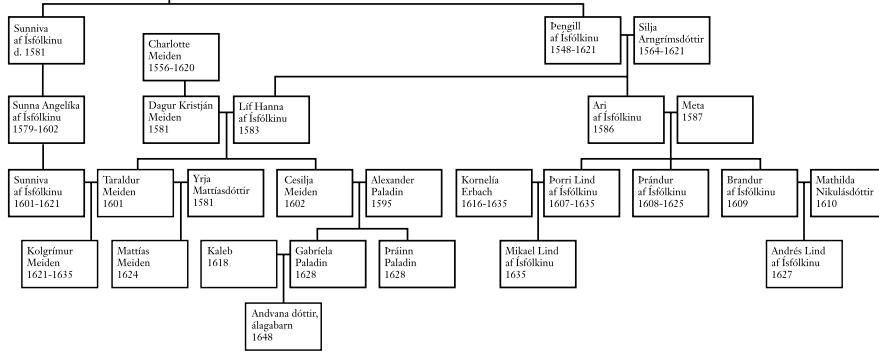 Sunniva
af Ísfólkinu
d. 1581
Þengill
af Ísfólkinu
1548-1621
Silja
Arngrímsdóttir
1564-1621
Charlotte
Meiden
1556-1620
Sunna Angelíka
af Ísfólkinu
1579-1602
Dagur Kristján
Meiden
1581
Líf Hanna
af Ísfólkinu
1583
Ari
af Ísfólkinu
1586
Meta
1587
Sunniva
af Ísfólkinu
1601-1621
Taraldur
Meiden
1601
Yrja
Mattíasdóttir
1581
Cesilja
Meiden
1602
Alexander
Paladin
1595
Kornelía
Erbach
1616-1635
Þorri Lind
af Ísfólkinu
1607-1635
Þrándur
af Ísfólkinu
1608-1625
Brandur
af Ísfólkinu
1609
Mathilda
Nikulásdóttir
1610
Kolgrímur
Meiden
1621-1635
Mattías
Meiden
1624
Kaleb
1618
Gabríela
Paladin
1628
Þráinn
Paladin
1628
Mikael Lind
af Ísfólkinu
1635
Andrés Lind
af Ísfólkinu
1627
Andvana dóttir,
álagabarn
1648